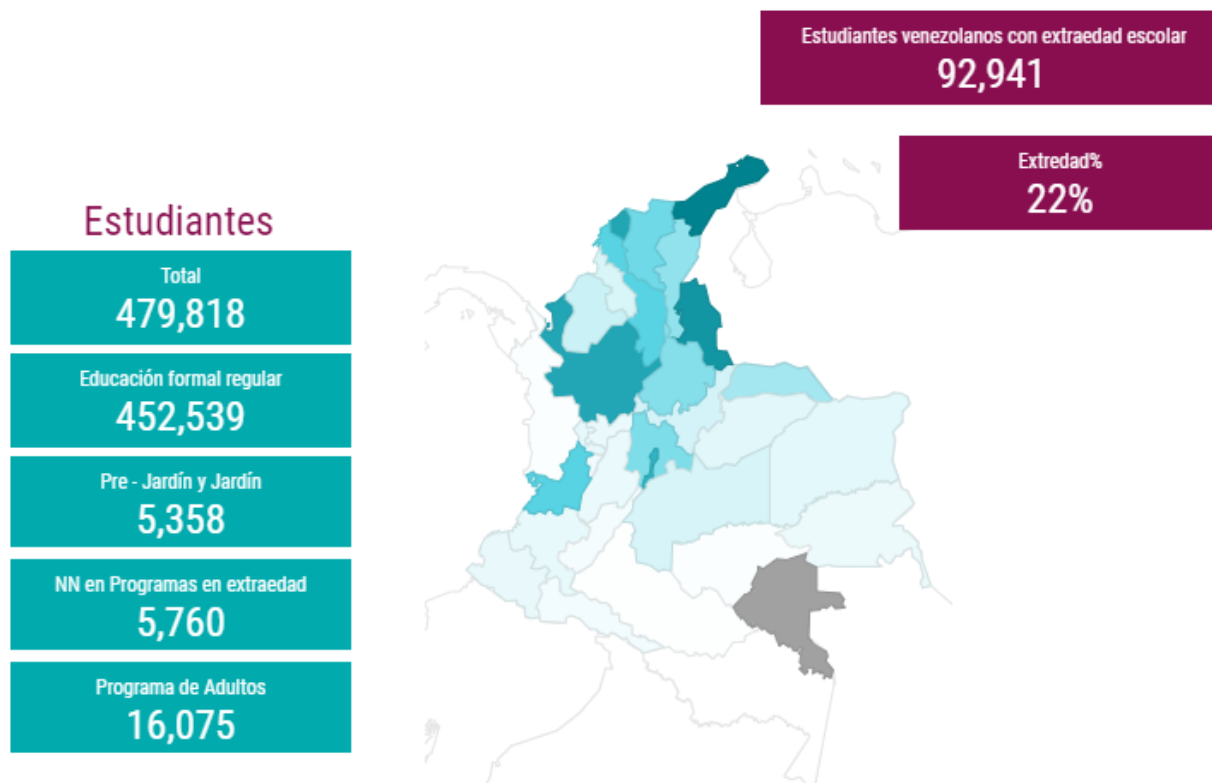 Estudiantes venezolanos con extraedad escolar
92,941
Extredad%
22%
Estudiantes
Total
479,818
Educación formal regular
452,539
Pre - Jardín y Jardín
5,358
NN en Programas en extraedad
5,760
Programa de Adultos
16,075